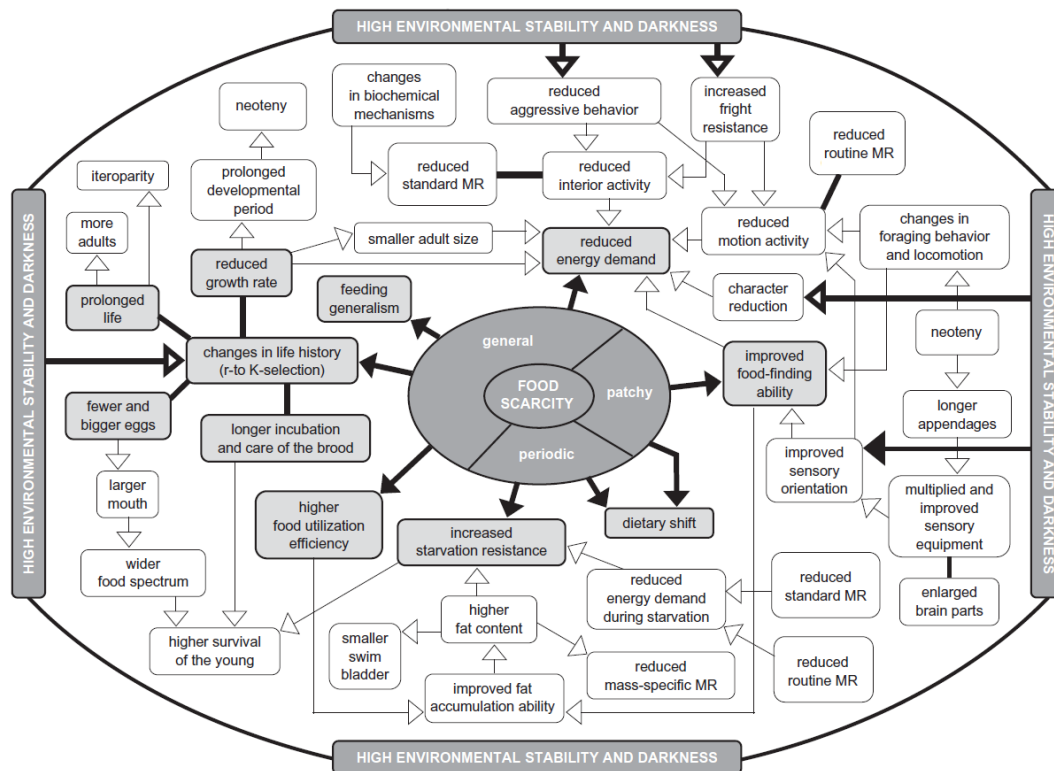 HIGH ENVIRONMENTAL STABILITY AND DARKNESS
changes
in biochemical
mechanisms
reduced
aggressive behavior
increased
fright
resistance
neoteny
reduced
routine MR
iteroparity
prolonged
developmental
period
reduced
standard MR
reduced
interior activity
more
adults
smaller adult size
reduced
energy demand
reduced
motion activity
changes in
foraging behavior
and locomotion
reduced
growth rate
prolonged
life
feeding
generalism
character
reduction
neoteny
changes in life history
(r-to K-selection)
general
FOOD
SCARCITY
patchy
periodic
improved
food-finding
ability
fewer and
bigger eggs
longer incubation
and care of the brood
longer
appendages
improved
sensory
orientation
larger
mouth
higher
food utilization
efficiency
increased
starvation resistance
dietary shift
multiplied and
improved
sensory
equipment
wider
food spectrum
reduced
energy demand
during starvation
reduced
standard MR
enlarged
brain parts
higher survival
of the young
smaller
swim
bladder
higher
fat content
reduced
mass-specific MR
reduced
routine MR
improved fat
accumulation ability
HIGH ENVIRONMENTAL STABILITY AND DARKNESS
HIGH ENVIRONMENTAL STABILITY AND DARKNESS
HIGH ENVIRONMENTAL STABILITY AND DARKNESS